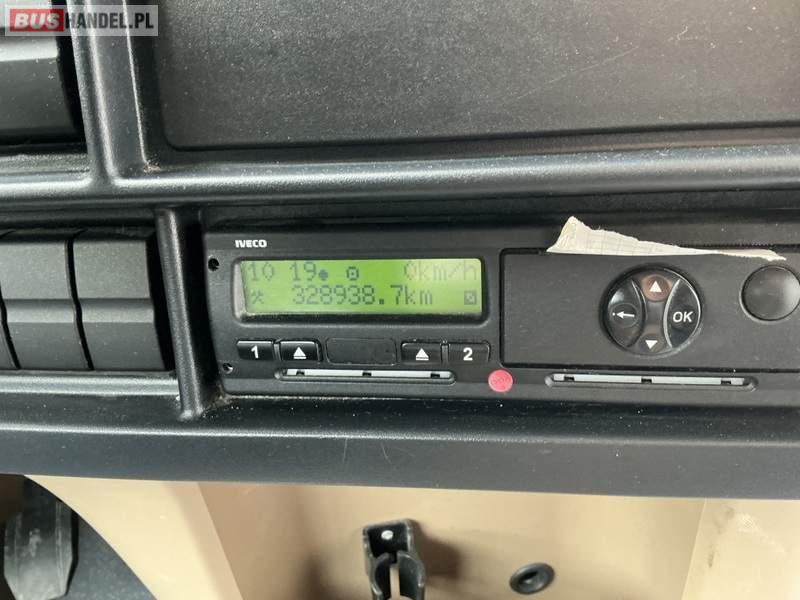 BUSHANDEL.PL
IVECO
10 19 0km/h
328938.7km
1 2
OK